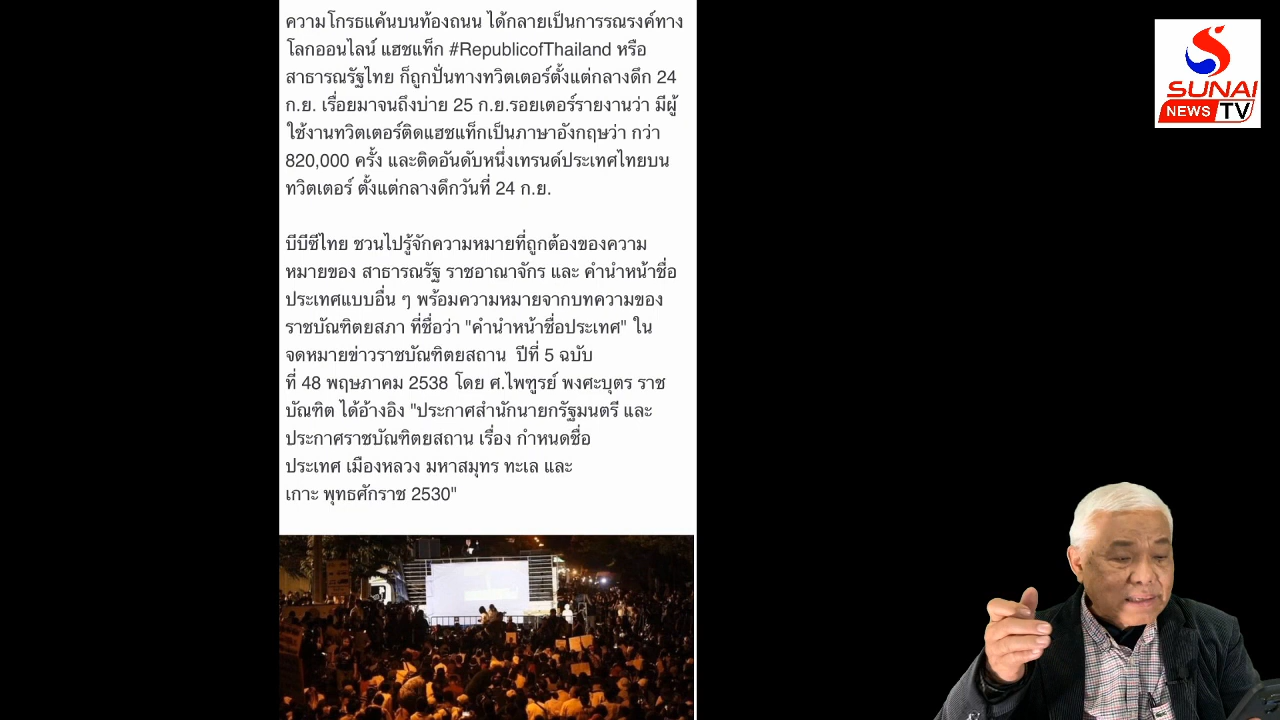 ความโกรธแค้นบนท้องถนน ได้กลายเป็นการรณรงค์ทาง
โลกออนไลน์ แฮชแท็ก #RepublicofThailand หรือ
สาธารณรัฐไทย ก็ถูกปั่นทางทวิตเตอร์ตั้งแต่กลางดึก 24
ก.ย. เรื่อยมาจนถึงบ่าย 25 ก.ย.รอยเตอร์รายงานว่า มีผู้
ใช้งานทวิตเตอร์ติดแฮชแท็กเป็นภาษาอังกฤษว่า กว่า
820,000 ครั้ง และติดอันดับหนึ่งเทรนด์ประเทศไทยบน
ทวิตเตอร์ ตั้งแต่กลางดึกวันที่ 24 ก.ย.
บีบีซีไทย ชวนไปรู้จักความหมายที่ถูกต้องของความ
หมายของ สาธารณรัฐ ราชอาณาจักร และ คำนำหน้าชื่อ
ประเทศแบบอื่น ๆ พร้อมความหมายจากบทความของ
ราชบัณฑิตยสภา ที่ชื่อว่า "คำนำหน้าชื่อประเทศ" ใน
จดหมายข่าวราชบัณฑิตยสถาน ปีที่ 5 ฉบับ
ที่ 48 พฤษภาคม 2538 โดย ศ.ไพฑูรย์ พงศะบุตร ราช
บัณฑิต ได้อ้างอิง "ประกาศสำนักนายกรัฐมนตรี และ
ประกาศราชบัณฑิตยสถาน เรื่อง กำหนดชื่อ
ประเทศ เมืองหลวง มหาสมุทร ทะเล และ
เกาะ พุทธศักราช 2530"
SUNAI
NEWS TV